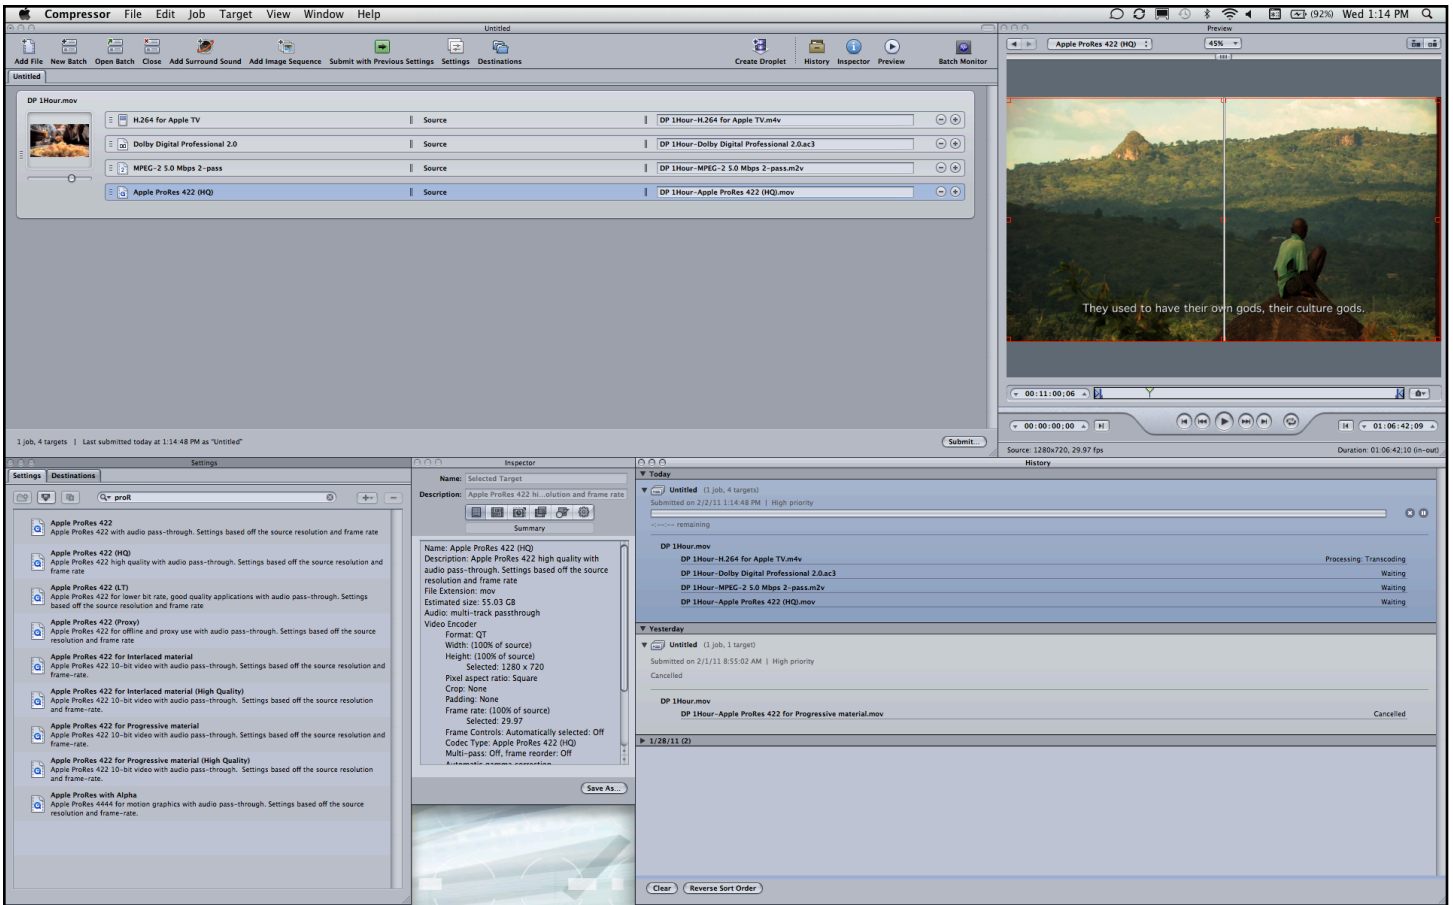 Compressor File Edit Job Target View Window Help
(92%) Wed 1:14 PM
Untitled
Add File New Batch Open Batch Close Add Surround Sound Add Image Sequence Submit with Previous Settings Settings Destinations Create Droplet History Inspector Preview Batch Monitor
Untitled
DP 1Hour.mov
H.264 for Apple TV Source DP 1Hour-H.264 for Apple TV.m4v
Dolby Digital Professional 2.0 Source DP 1Hour-Dolby Digital Professional 2.0.ac3
MPEG-2 5.0 Mbps 2-pass Source DP 1Hour-MPEG-2 5.0 Mbps 2-pass.m2v
Apple ProRes 422 (HQ) Source DP 1Hour-Apple ProRes 422 (HQ).mov
1 job, 4 targets | Last submitted today at 1:14:48 PM as "Untitled"
Submit...
Preview
Apple ProRes 422 (HQ) 45%
They used to have their own gods, their culture gods.
00:11:00;06
00:00:00;00 01:06:42;09
Source: 1280x720, 29.97 fps Duration: 01:06:42;10 (in-out)
Settings
Settings Destinations
proR
Apple ProRes 422
Apple ProRes 422 with audio pass-through. Settings based off the source resolution and frame rate
Apple ProRes 422 (HQ)
Apple ProRes 422 high quality with audio pass-through. Settings based off the source resolution and
frame rate
Apple ProRes 422 (LT)
Apple ProRes 422 for lower bit rate, good quality applications with audio pass-through. Settings
based off the source resolution and frame rate
Apple ProRes 422 (Proxy)
Apple ProRes 422 for offline and proxy use with audio pass-through. Settings based off the source
resolution and frame rate
Apple ProRes 422 for Interlaced material
Apple ProRes 422 10-bit video with audio pass-through. Settings based off the source resolution and
frame-rate.
Apple ProRes 422 for Interlaced material (High Quality)
Apple ProRes 422 10-bit video with audio pass-through. Settings based off the source resolution
and frame-rate.
Apple ProRes 422 for Progressive material
Apple ProRes 422 10-bit video with audio pass-through. Settings based off the source resolution and
frame-rate.
Apple ProRes 422 for Progressive material (High Quality)
Apple ProRes 422 10-bit video with audio pass-through. Settings based off the source resolution
and frame-rate.
Apple ProRes with Alpha
Apple ProRes 4444 for motion graphics with audio pass-through. Settings based off the source
resolution and frame-rate.
Inspector
Name: Selected Target
Description: Apple ProRes 422 hi...olution and frame rate
Summary
Name: Apple ProRes 422 (HQ)
Description: Apple ProRes 422 high quality with
audio pass-through. Settings based off the source
resolution and frame rate
File Extension: mov
Estimated size: 55.03 GB
Audio: multi-track passthrough
Video Encoder
Format: QT
Width: (100% of source)
Height: (100% of source)
Selected: 1280 x 720
Pixel aspect ratio: Square
Crop: None
Padding: None
Frame rate: (100% of source)
Selected: 29.97
Frame Controls: Automatically selected: Off
Codec Type: Apple ProRes 422 (HQ)
Multi-pass: Off, frame reorder: Off
Automatic gamma correction
Save As...
History
Today
Untitled (1 job, 4 targets)
Submitted on 2/2/11 1:14:48 PM | High priority
-:--:-- remaining
DP 1Hour.mov
DP 1Hour-H.264 for Apple TV.m4v Processing: Transcoding
DP 1Hour-Dolby Digital Professional 2.0.ac3 Waiting
DP 1Hour-MPEG-2 5.0 Mbps 2-pass.m2v Waiting
DP 1Hour-Apple ProRes 422 (HQ).mov Waiting
Yesterday
Untitled (1 job, 1 target)
Submitted on 2/1/11 8:55:02 AM | High priority
Cancelled
DP 1Hour.mov
DP 1Hour-Apple ProRes 422 for Progressive material.mov Cancelled
1/28/11 (2)
Clear Reverse Sort Order